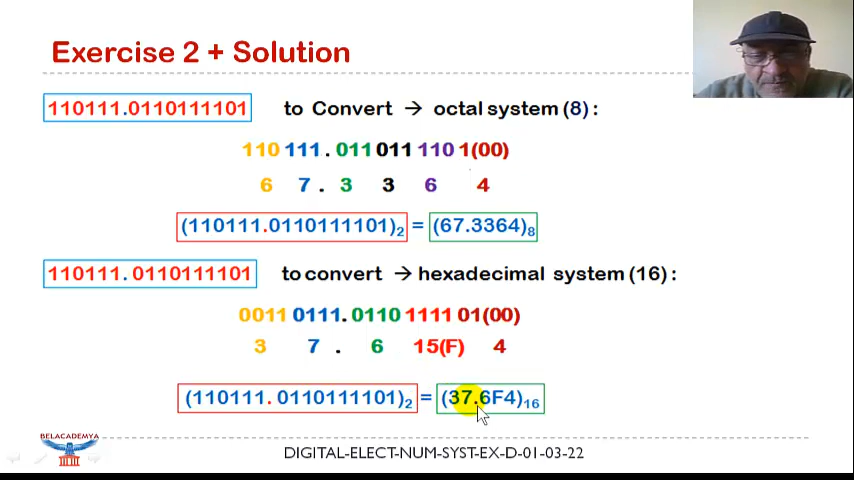 Exercise 2 + Solution
110111.0110111101 to Convert → octal system (8) :
110 111 . 011 011 110 1(00)
6 7 . 3 3 6 4
(110111.0110111101)2 = (67.3364)8
110111. 0110111101 to convert → hexadecimal system (16) :
0011 0111. 0110 1111 01(00)
3 7 . 6 15(F) 4
(110111. 0110111101)2 = (37.6F4)16
BELACADEMYA
DIGITAL-ELECT-NUM-SYST-EX-D-01-03-22